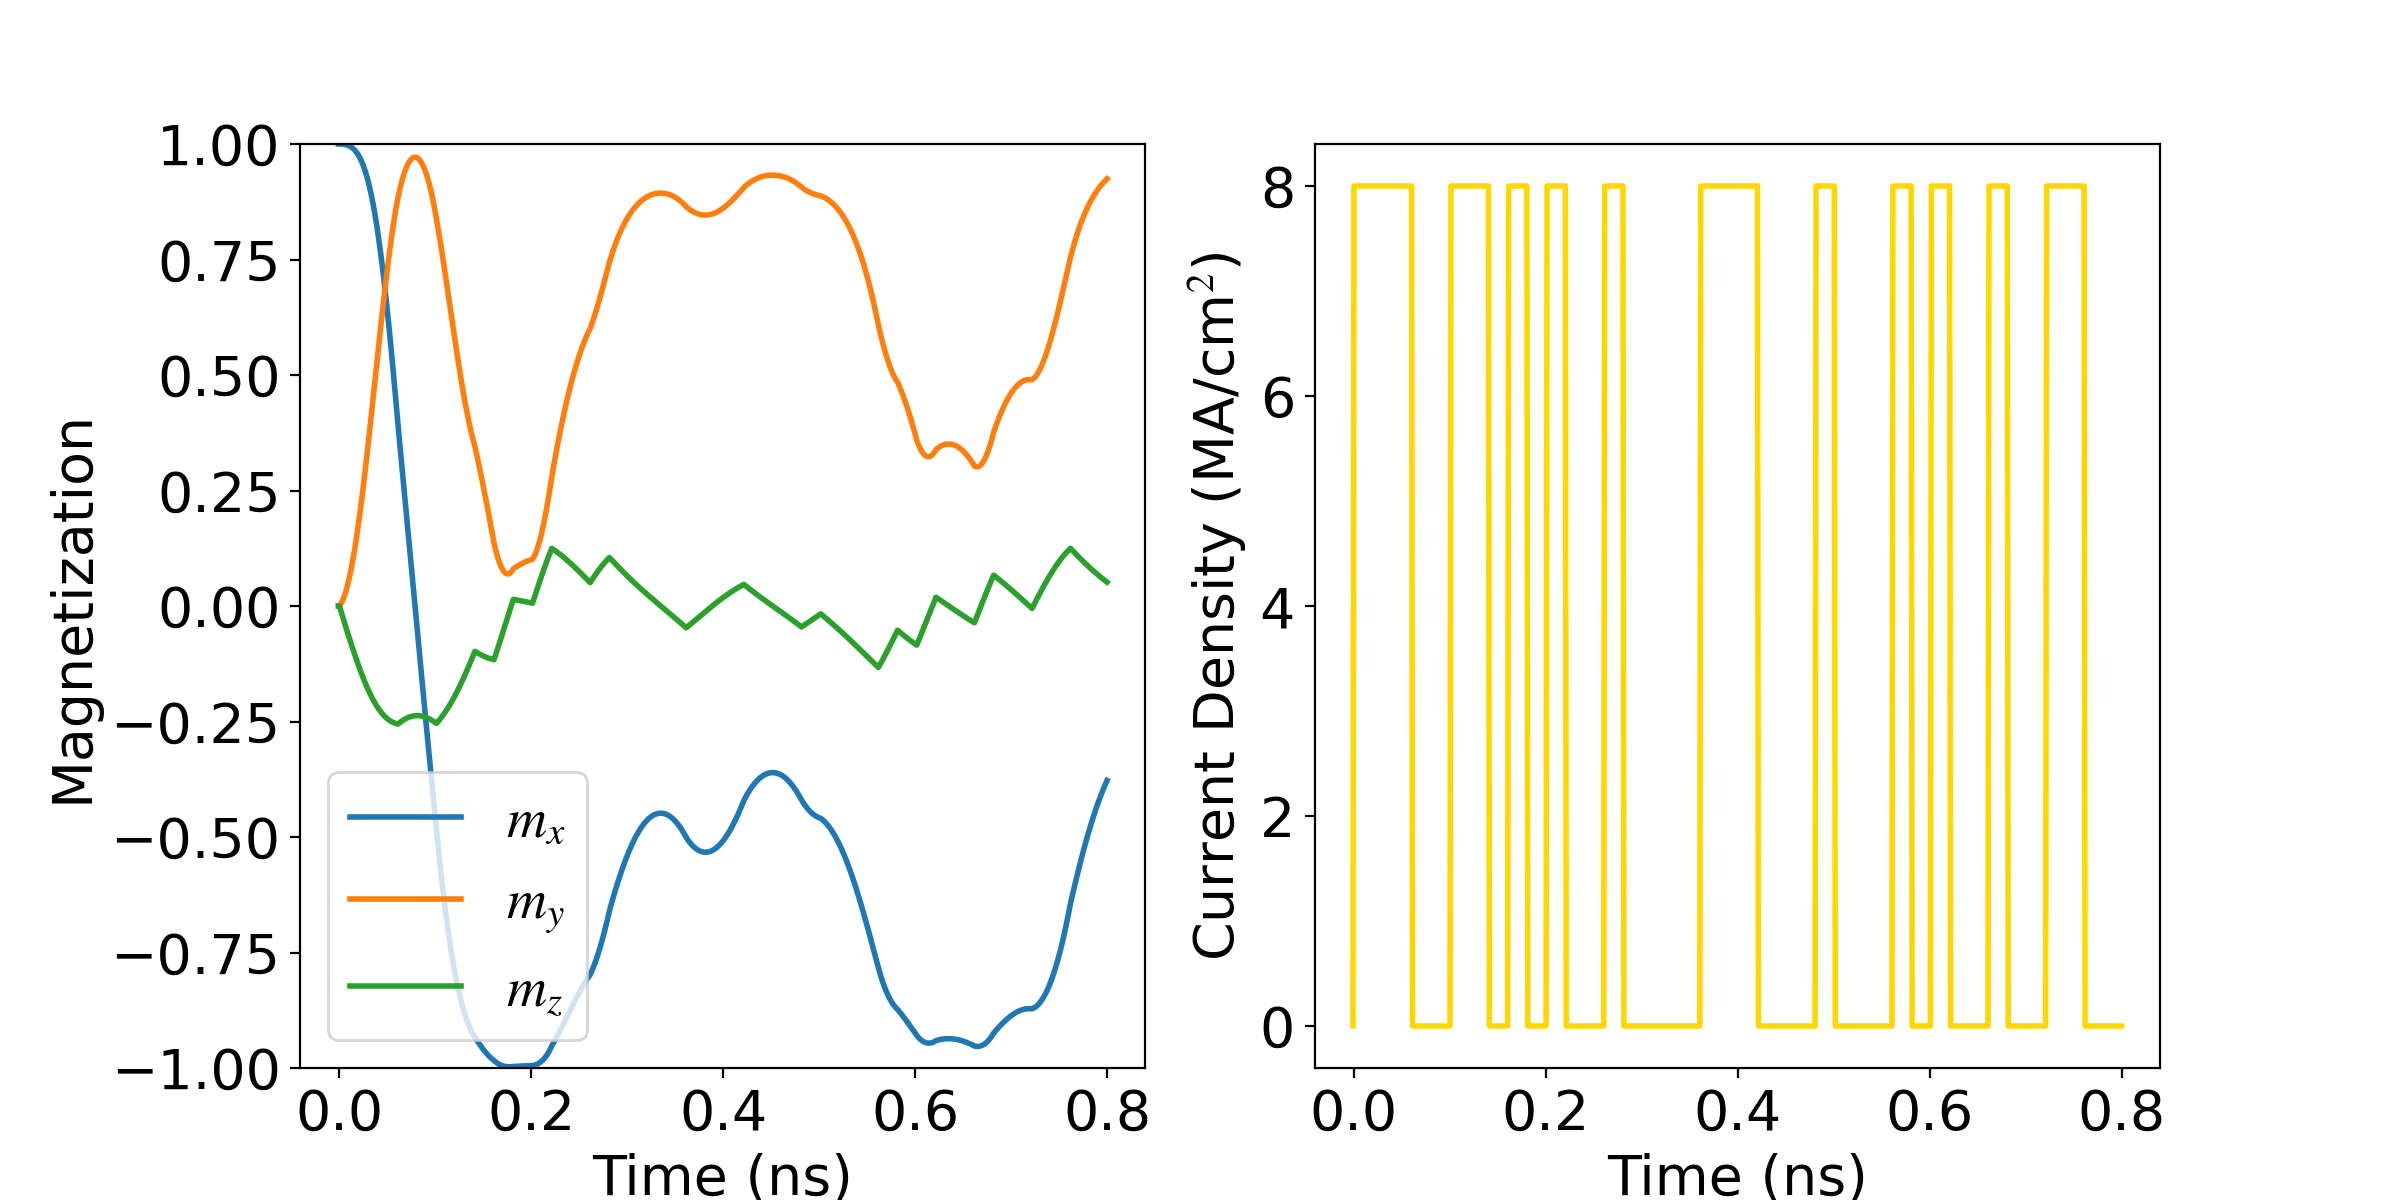 Magnetization
1.00
0.75
0.50
0.25
0.00
−0.25
−0.50
−0.75
−1.00
m_x
m_y
m_z
0.0 0.2 0.4 0.6 0.8
Time (ns)
Current Density (MA/cm²)
8
6
4
2
0
0.0 0.2 0.4 0.6 0.8
Time (ns)